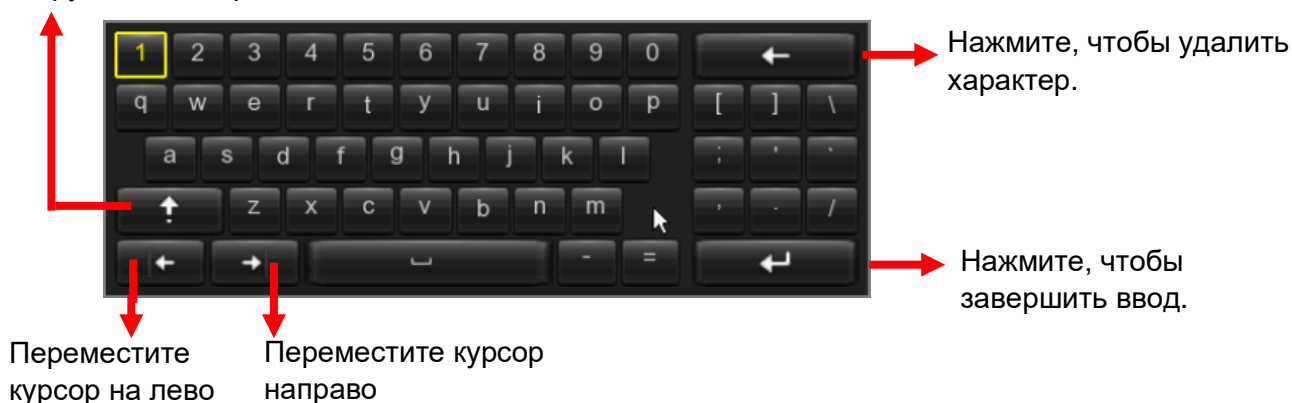 1 2 3 4 5 6 7 8 9 0
Нажмите, чтобы удалить
характер.
q w e r t y u i o p [ ] \
a s d f g h j k l ; ' `
z x c v b n m , . /
- =
Нажмите, чтобы
завершить ввод.
Переместите
курсор на лево
Переместите курсор
направо